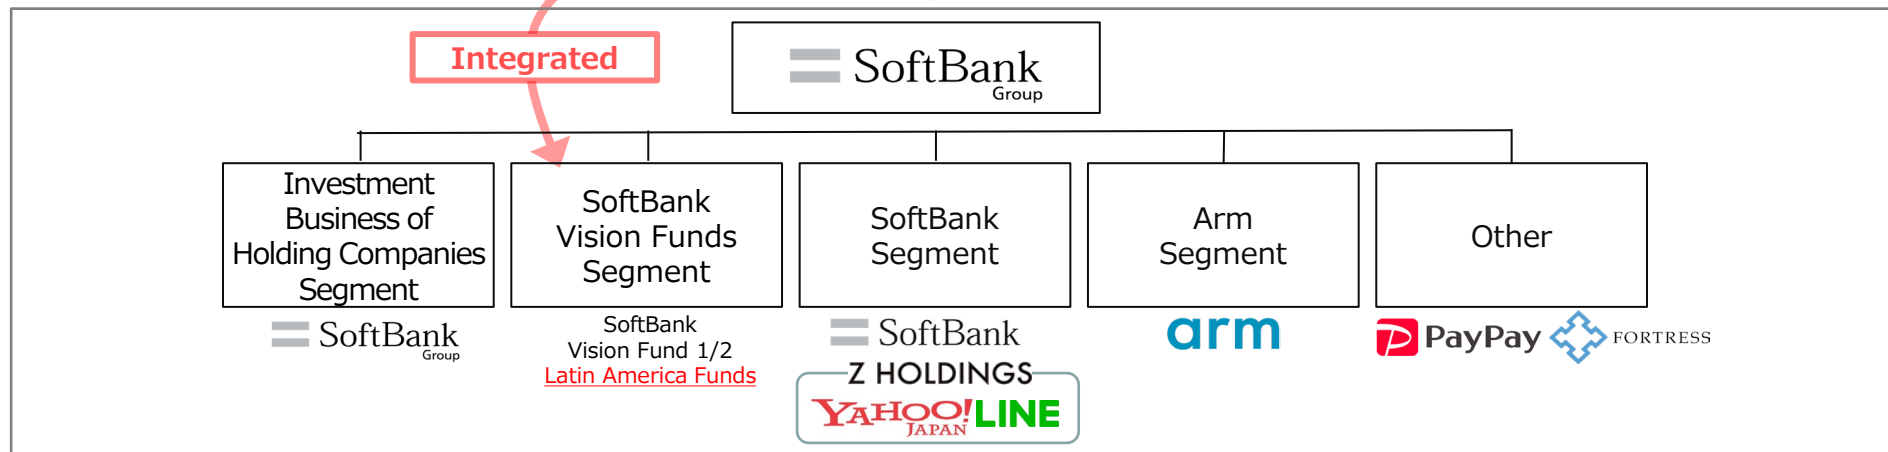 Integrated
SoftBank
Group
Investment
Business of
Holding Companies
Segment
SoftBank
Vision Funds
Segment
SoftBank
Segment
Arm
Segment
Other
SoftBank
Group
SoftBank
Vision Fund 1/2
Latin America Funds
SoftBank
Z HOLDINGS
YAHOO! JAPAN LINE
arm
PayPay FORTRESS